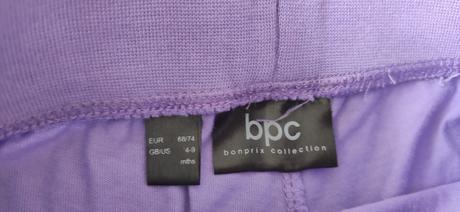 EUR 68/74
GB/US 4-9
mths
bpc
bonprix collection